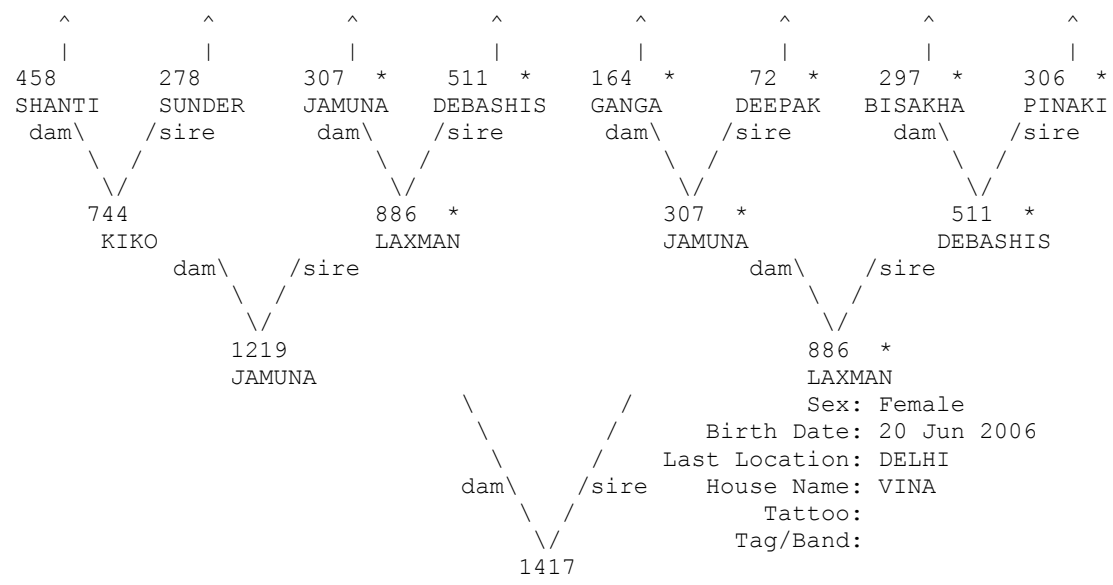 ^ ^ ^ ^ ^ ^ ^ ^
| | | | | | | |
458 278 307 * 511 * 164 * 72 * 297 * 306 *
SHANTI SUNDER JAMUNA DEBASHIS GANGA DEEPAK BISAKHA PINAKI
dam\ /sire dam\ /sire dam\ /sire dam\ /sire
\ / \ / \ / \ /
\/ \/ \/ \/
744 886 * 307 * 511 *
KIKO LAXMAN JAMUNA DEBASHIS
dam\ /sire dam\ /sire
\ / \ /
\/ \/
1219 886 *
JAMUNA LAXMAN
\ / Sex: Female
\ / Birth Date: 20 Jun 2006
\ / Last Location: DELHI
dam\ /sire House Name: VINA
\ / Tattoo:
\/ Tag/Band:
1417